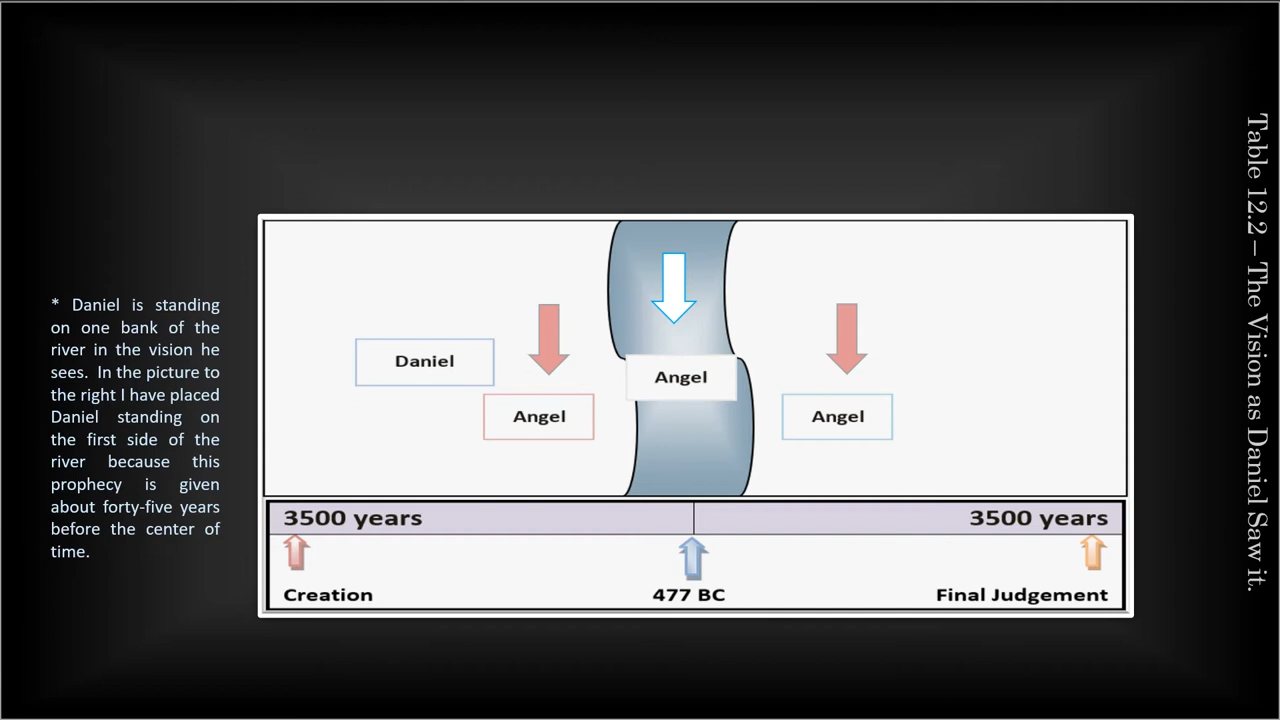 * Daniel is standing
on one bank of the
river in the vision he
sees. In the picture to
the right I have placed
Daniel standing on
the first side of the
river because this
prophecy is given
about forty-five years
before the center of
time.
Daniel
Angel
Angel
Angel
3500 years
3500 years
Creation
477 BC
Final Judgement
Table 12.2 – The Vision as Daniel Saw it.